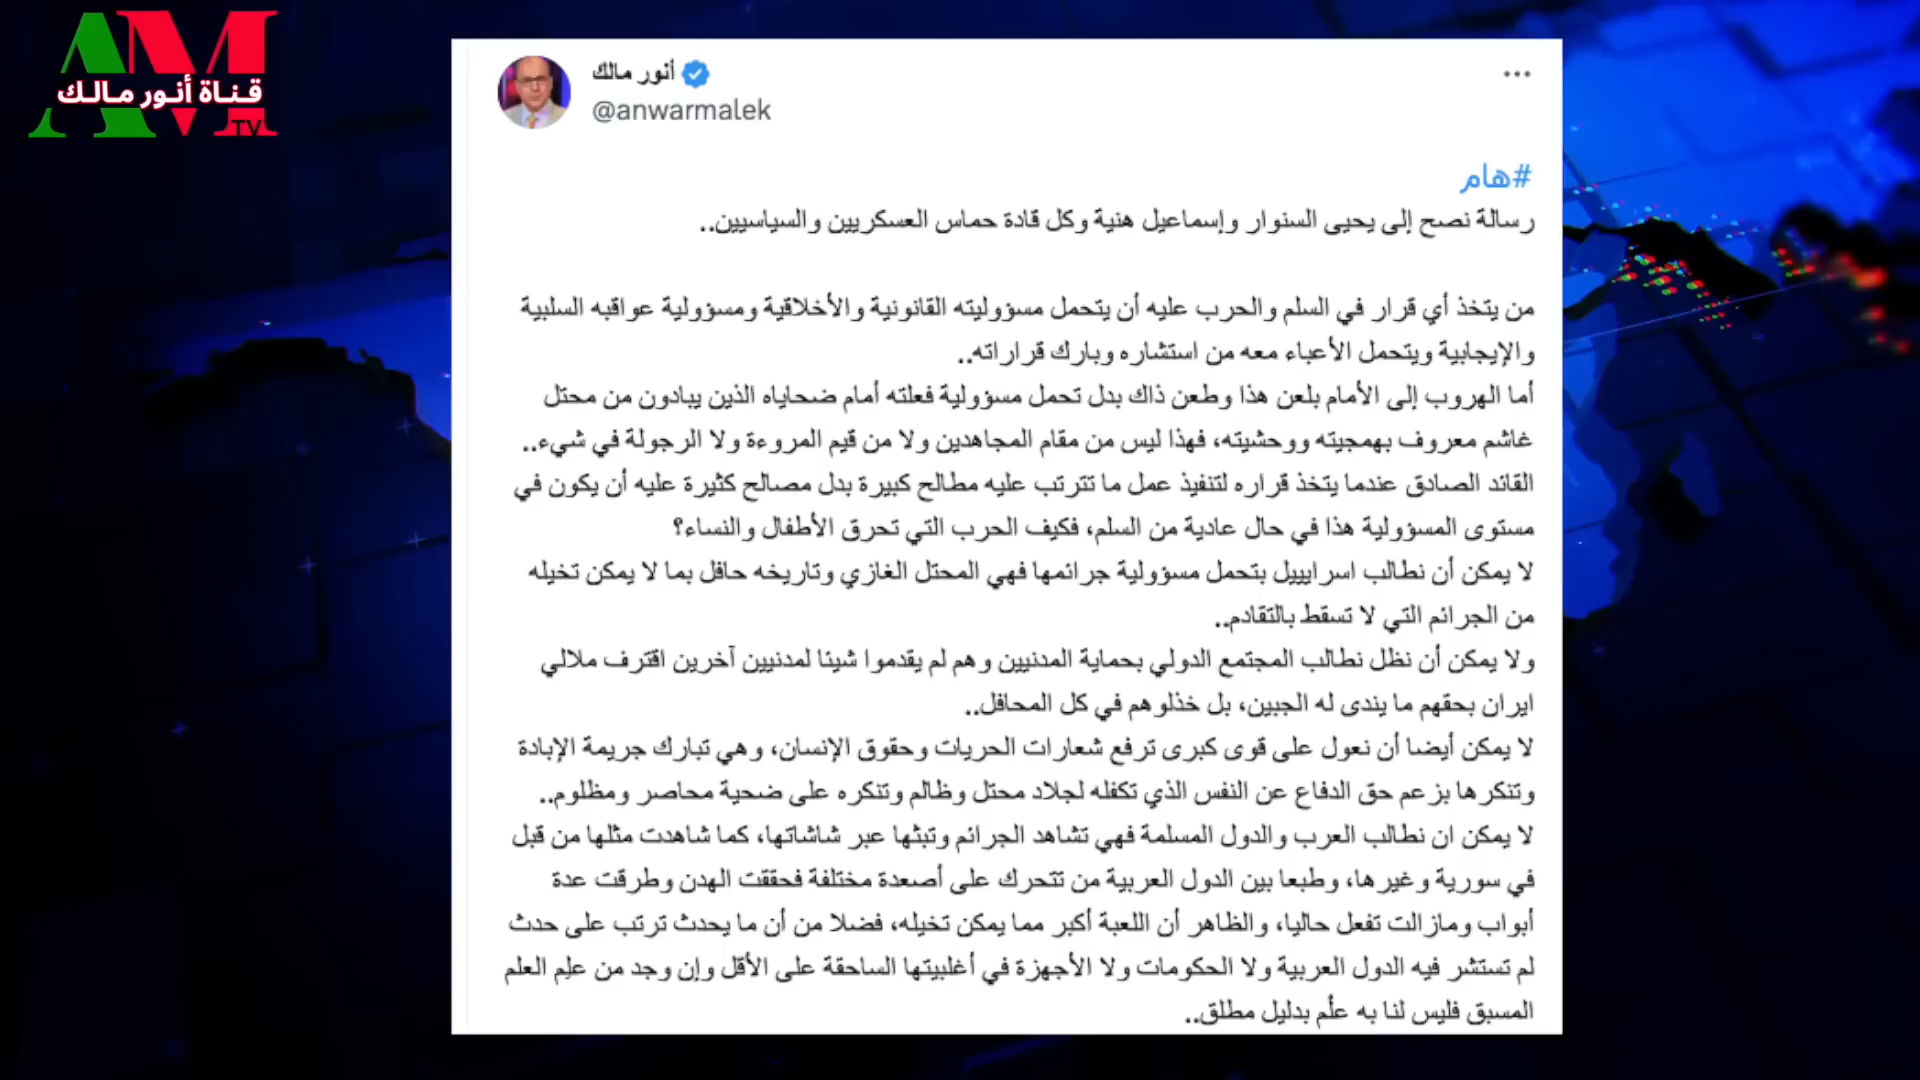 AM
قناة أنور مالك
TV
أنور مالك
@anwarmalek
#هام
رسالة نصح إلى يحيى السنوار وإسماعيل هنية وكل قادة حماس العسكريين والسياسيين..
من يتخذ أي قرار في السلم والحرب عليه أن يتحمل مسؤوليته القانونية والأخلاقية ومسؤولية عواقبه السلبية
والإيجابية ويتحمل الأعباء معه من استشاره وبارك قراراته..
أما الهروب إلى الأمام بلعن هذا وطعن ذاك بدل تحمل مسؤولية فعلته أمام ضحاياه الذين يبادون من محتل
غاشم معروف بهمجيته ووحشيته، فهذا ليس من مقام المجاهدين ولا من قيم المروءة ولا الرجولة في شيء..
القائد الصادق عندما يتخذ قراره لتنفيذ عمل ما تترتب عليه مطالح كبيرة بدل مصالح كثيرة عليه أن يكون في
مستوى المسؤولية هذا في حال عادية من السلم، فكيف الحرب التي تحرق الأطفال والنساء؟
لا يمكن أن نطالب اسراييييل بتحمل مسؤولية جرائمها فهي المحتل الغازي وتاريخه حافل بما لا يمكن تخيله
من الجرائم التي لا تسقط بالتقادم..
ولا يمكن أن نظل نطالب المجتمع الدولي بحماية المدنيين وهم لم يقدموا شيئا لمدنيين آخرين اقترف ملالي
ايران بحقهم ما يندى له الجبين، بل خذلوهم في كل المحافل..
لا يمكن أيضا أن نعول على قوى كبرى ترفع شعارات الحريات وحقوق الإنسان، وهي تبارك جريمة الإبادة
وتنكرها بزعم حق الدفاع عن النفس الذي تكفله لجلاد محتل وظالم وتنكره على ضحية محاصر ومظلوم..
لا يمكن ان نطالب العرب والدول المسلمة فهي تشاهد الجرائم وتبثها عبر شاشاتها، كما شاهدت مثلها من قبل
في سورية وغيرها، وطبعا بين الدول العربية من تتحرك على أصعدة مختلفة فحققت الهدن وطرقت عدة
أبواب ومازالت تفعل حاليا، والظاهر أن اللعبة أكبر مما يمكن تخيله، فضلا من أن ما يحدث ترتب على حدث
لم تستشر فيه الدول العربية ولا الحكومات ولا الأجهزة في أغلبيتها الساحقة على الأقل وإن وجد من علِم العلم
المسبق فليس لنا به علْم بدليل مطلق..